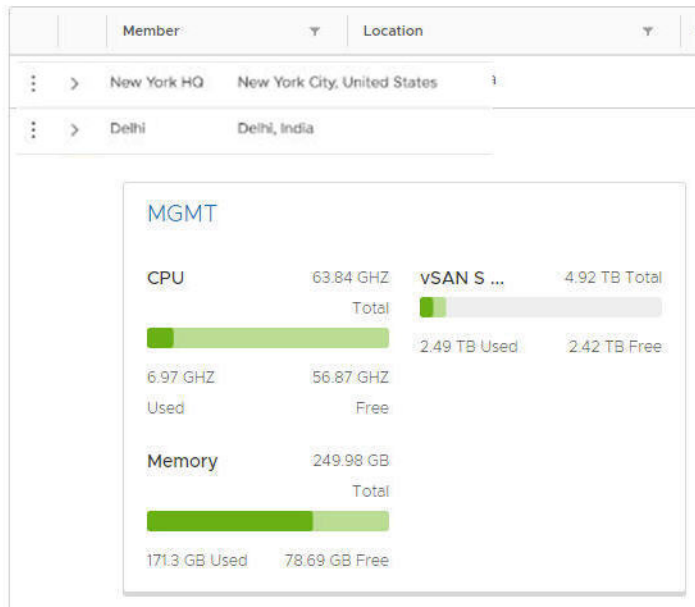 Member Location
New York HQ New York City, United States
Delhi Delhi, India
MGMT
CPU 63.84 GHZ
Total
6.97 GHZ 56.87 GHZ
Used Free
vSAN S ... 4.92 TB Total
2.49 TB Used 2.42 TB Free
Memory 249.98 GB
Total
171.3 GB Used 78.69 GB Free